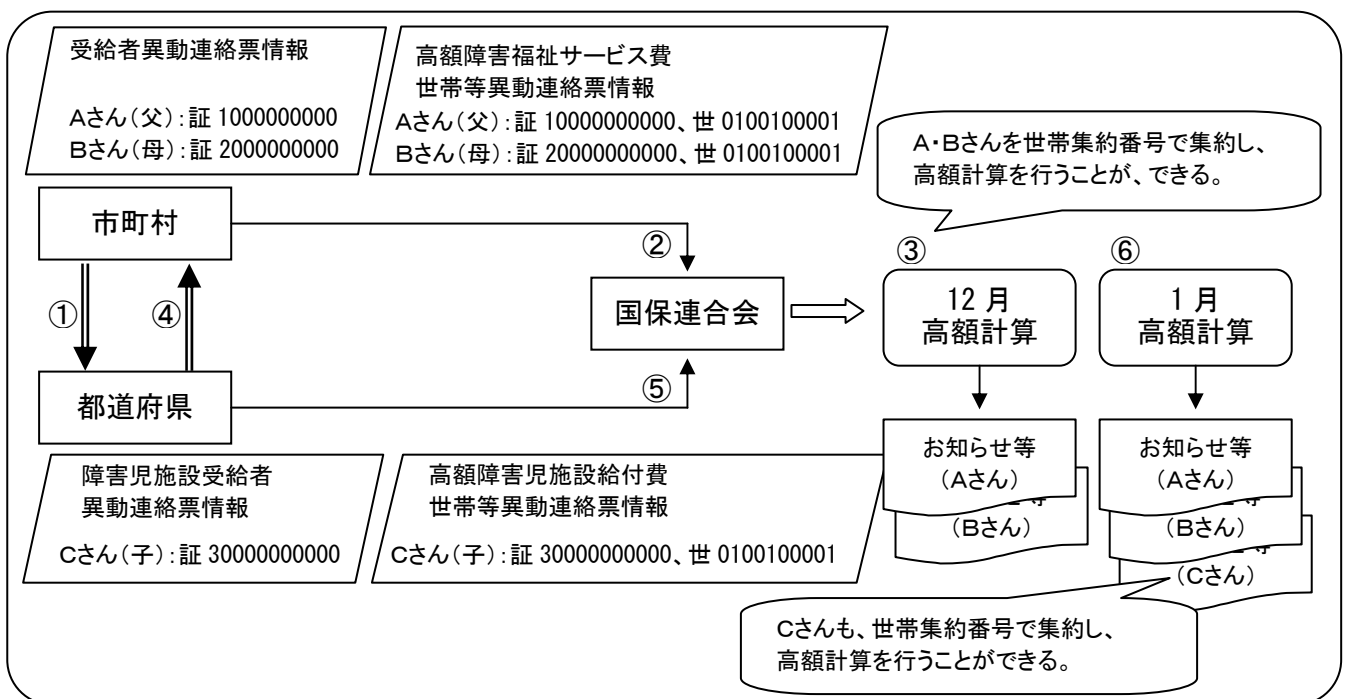 受給者異動連絡票情報
Aさん(父):証 1000000000
Bさん(母):証 2000000000
高額障害福祉サービス費
世帯等異動連絡票情報
Aさん(父):証 10000000000、世 0100100001
Bさん(母):証 20000000000、世 0100100001
A・Bさんを世帯集約番号で集約し、
高額計算を行うことが、できる。
市町村
②
③
⑥
①
④
国保連合会
12 月
高額計算
1 月
高額計算
都道府県
⑤
お知らせ等
(Aさん)
(Bさん)
お知らせ等
(Aさん)
(Bさん)
(Cさん)
障害児施設受給者
異動連絡票情報
Cさん(子):証 30000000000
高額障害児施設給付費
世帯等異動連絡票情報
Cさん(子):証 30000000000、世 0100100001
Cさんも、世帯集約番号で集約し、
高額計算を行うことができる。